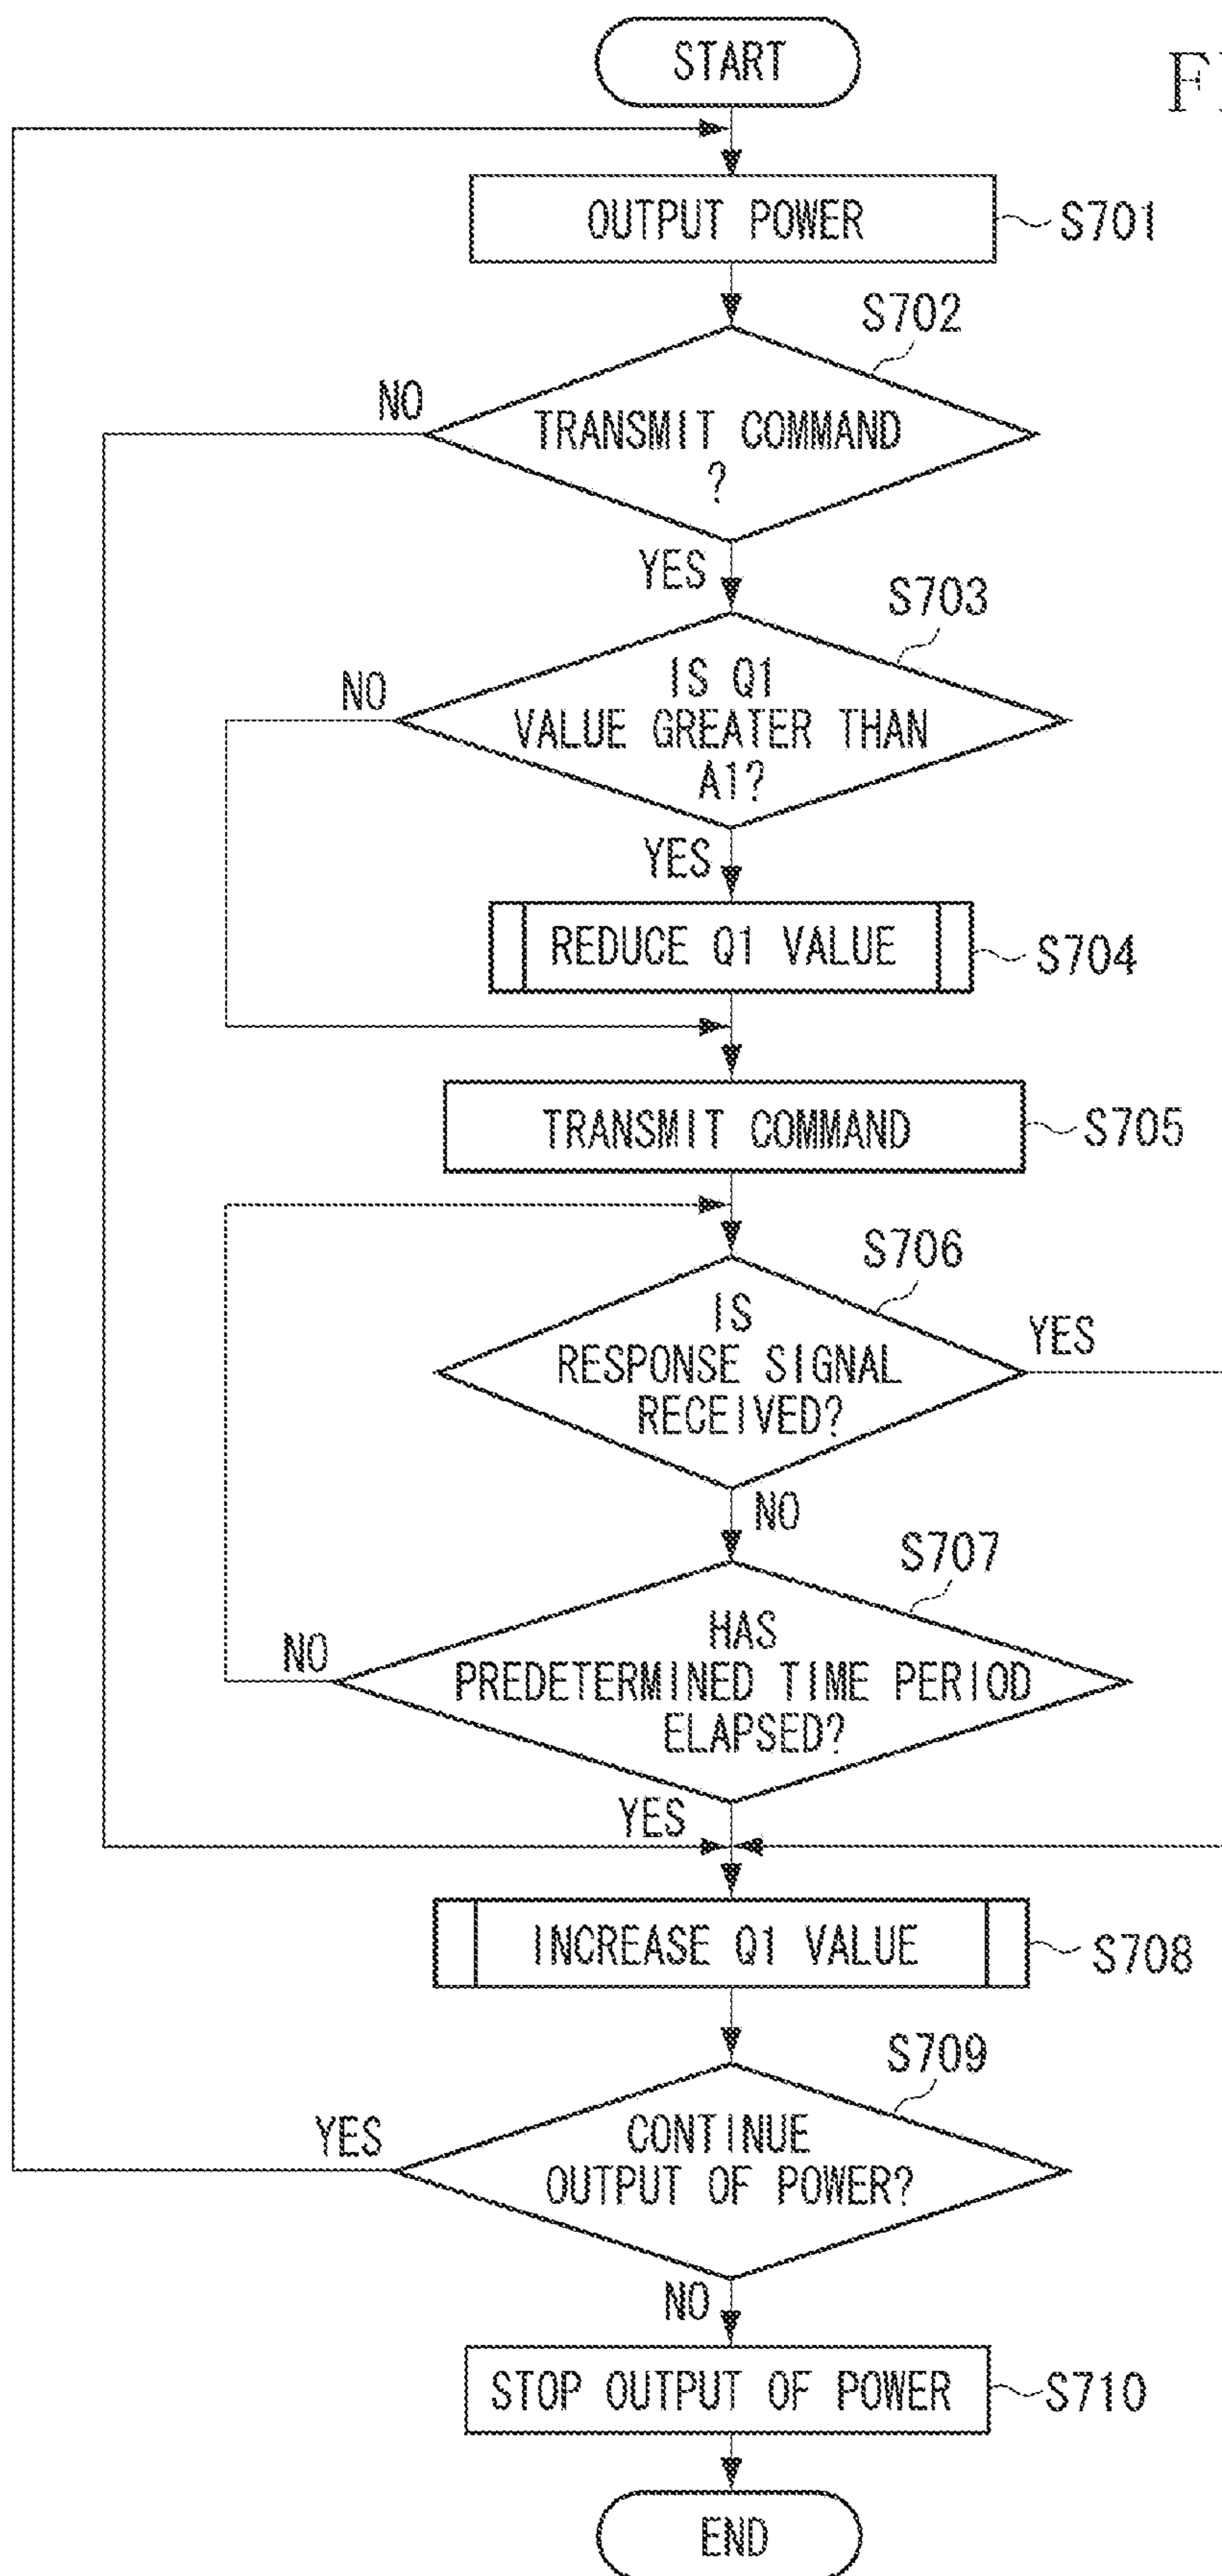 START
OUTPUT POWER
S701
S702
NO
TRANSMIT COMMAND
?
YES
S703
NO
IS Q1
VALUE GREATER THAN
A1?
YES
REDUCE Q1 VALUE
S704
TRANSMIT COMMAND
S705
S706
IS
RESPONSE SIGNAL
RECEIVED?
YES
NO
S707
NO
HAS
PREDETERMINED TIME PERIOD
ELAPSED?
YES
INCREASE Q1 VALUE
S708
S709
YES
CONTINUE
OUTPUT OF POWER?
NO
STOP OUTPUT OF POWER
S710
END